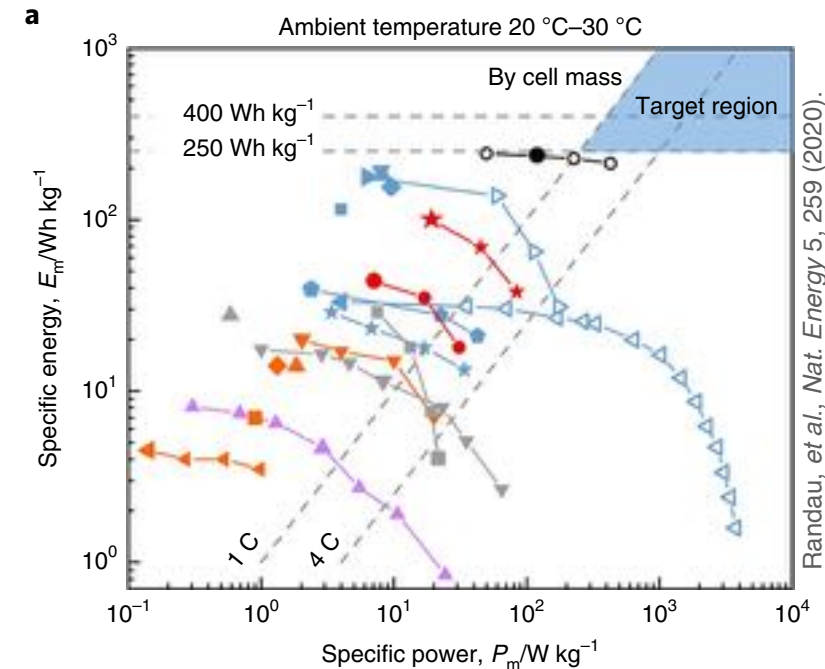 a
Ambient temperature 20 °C–30 °C
10³
10²
10¹
10⁰
Specific energy, Eₘ/Wh kg⁻¹
By cell mass
Target region
400 Wh kg⁻¹
250 Wh kg⁻¹
1 C
4 C
10⁻¹
10⁰
10¹
10²
10³
10⁴
Specific power, Pₘ/W kg⁻¹
Randau, et al., Nat. Energy 5, 259 (2020).